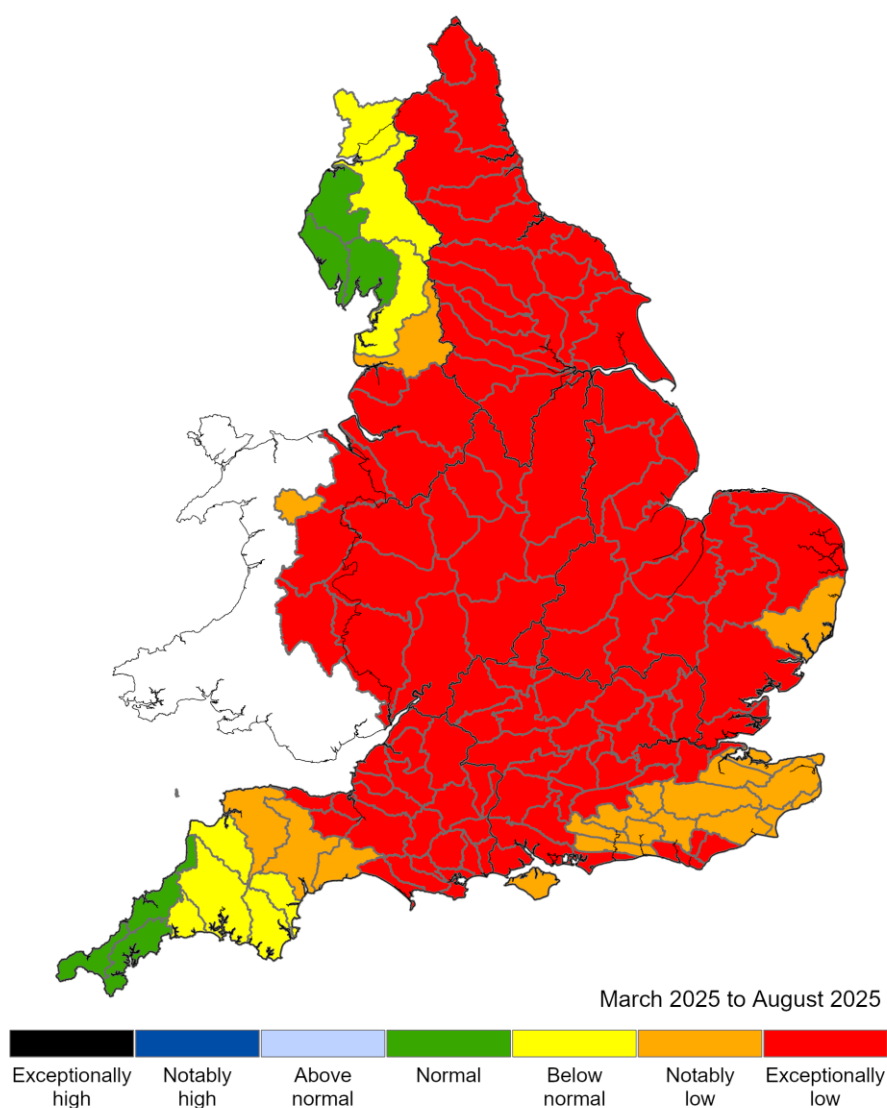 March 2025 to August 2025
Exceptionally high
Notably high
Above normal
Normal
Below normal
Notably low
Exceptionally low